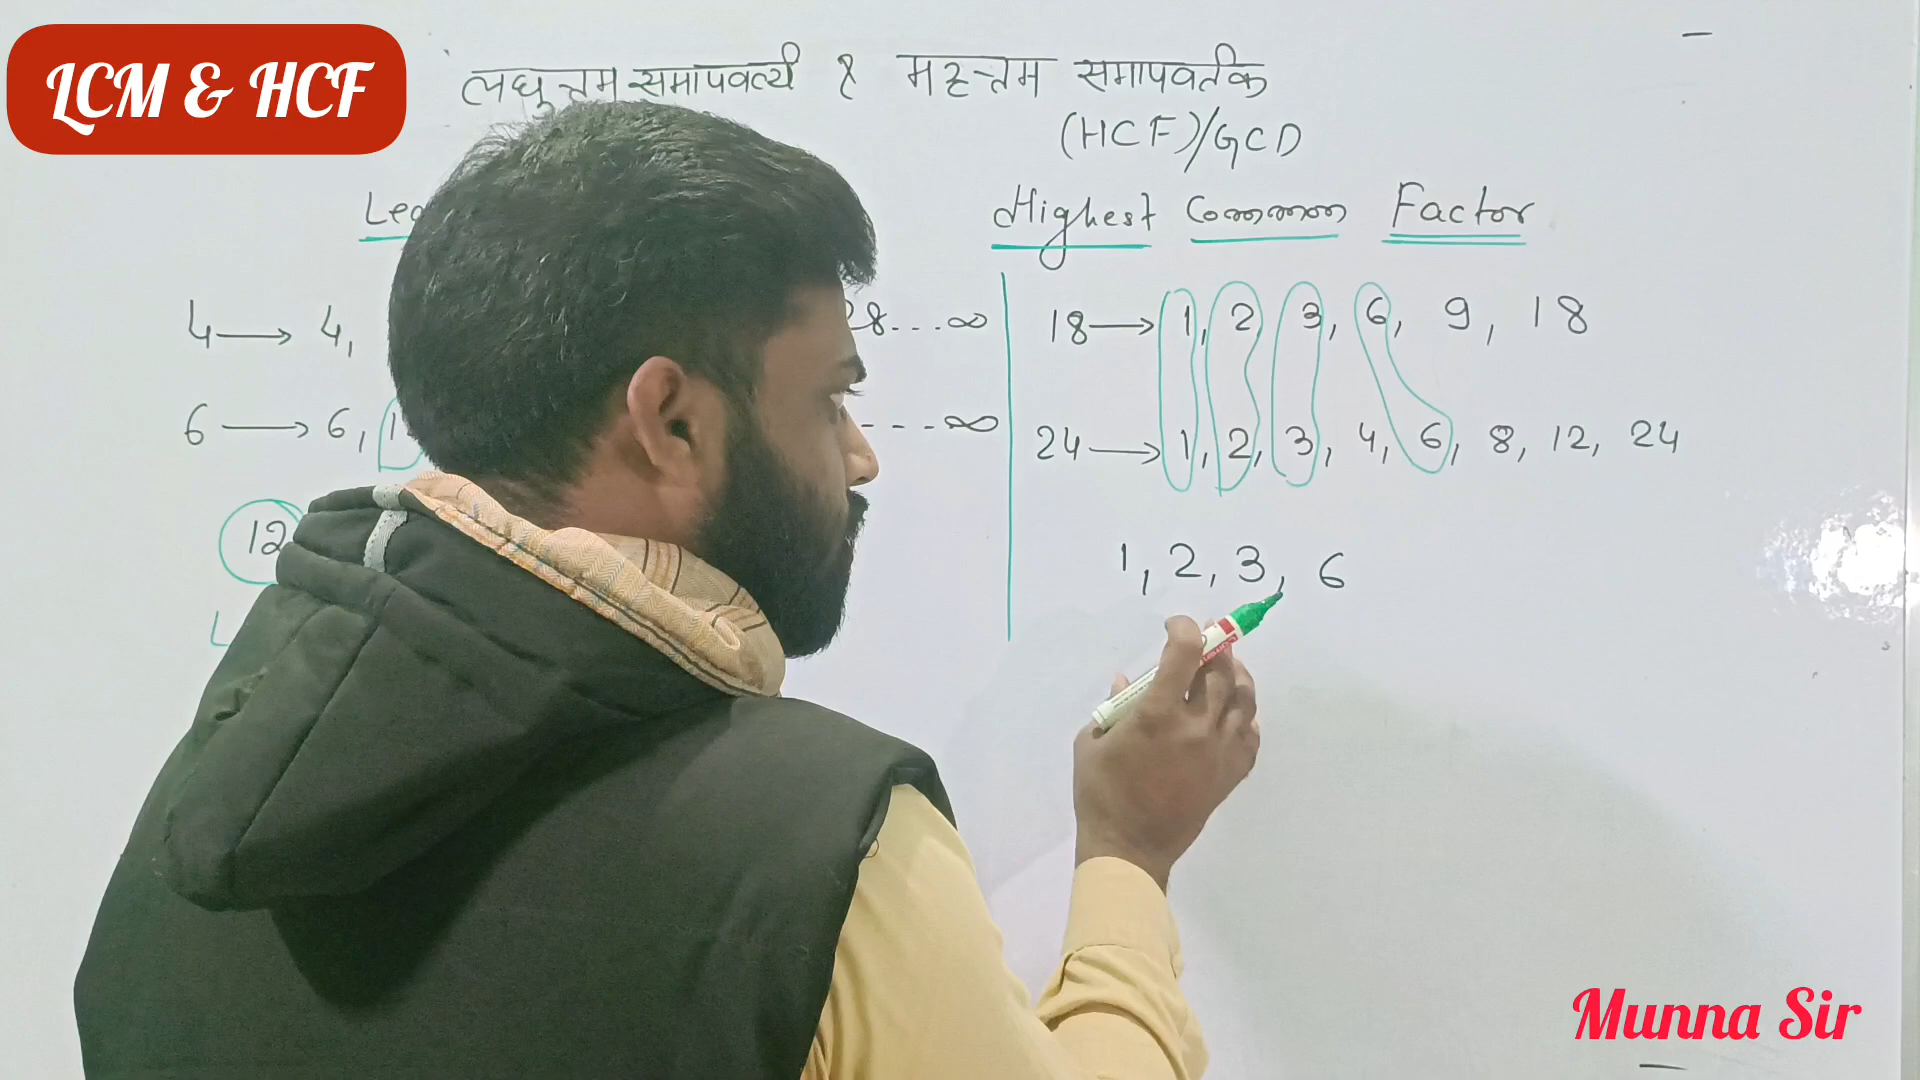 LCM & HCF
लघुत्तम समापवर्त्य & महत्तम समापवर्तक
(HCF)/GCD
Highest Common Factor
4 → 4, 28...∞
6 → 6, ---∞
12
18 → 1, 2, 3, 6, 9, 18
24 → 1, 2, 3, 4, 6, 8, 12, 24
1, 2, 3, 6
Munna Sir